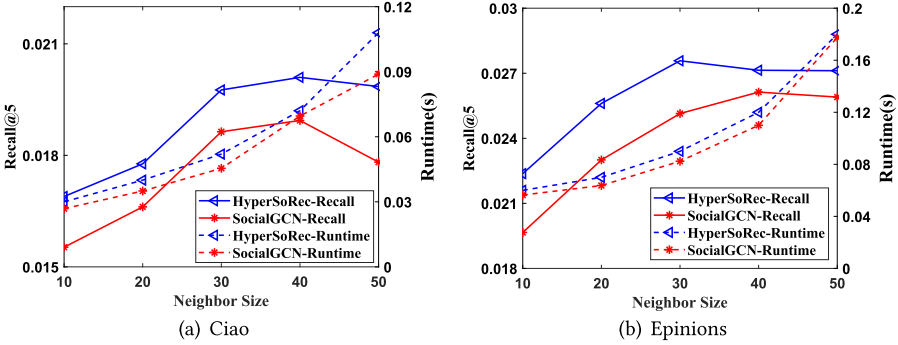 0.021
0.018
0.015
Recall@5
0.12
0.09
0.06
0.03
0
Runtime(s)
HyperSoRec-Recall
SocialGCN-Recall
HyperSoRec-Runtime
SocialGCN-Runtime
10 20 30 40 50
Neighbor Size
(a) Ciao
0.03
0.027
0.024
0.021
0.018
Recall@5
0.2
0.16
0.12
0.08
0.04
0
Runtime(s)
HyperSoRec-Recall
SocialGCN-Recall
HyperSoRec-Runtime
SocialGCN-Runtime
10 20 30 40 50
Neighbor Size
(b) Epinions